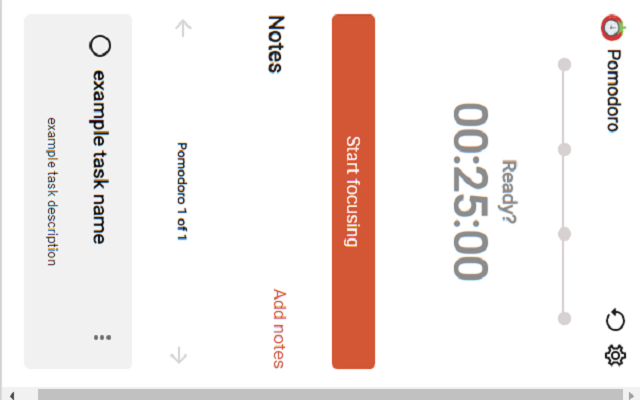 Pomodoro
Ready?
00:25:00
Start focusing
Notes
Add notes
Pomodoro 1 of 1
example task name
example task description